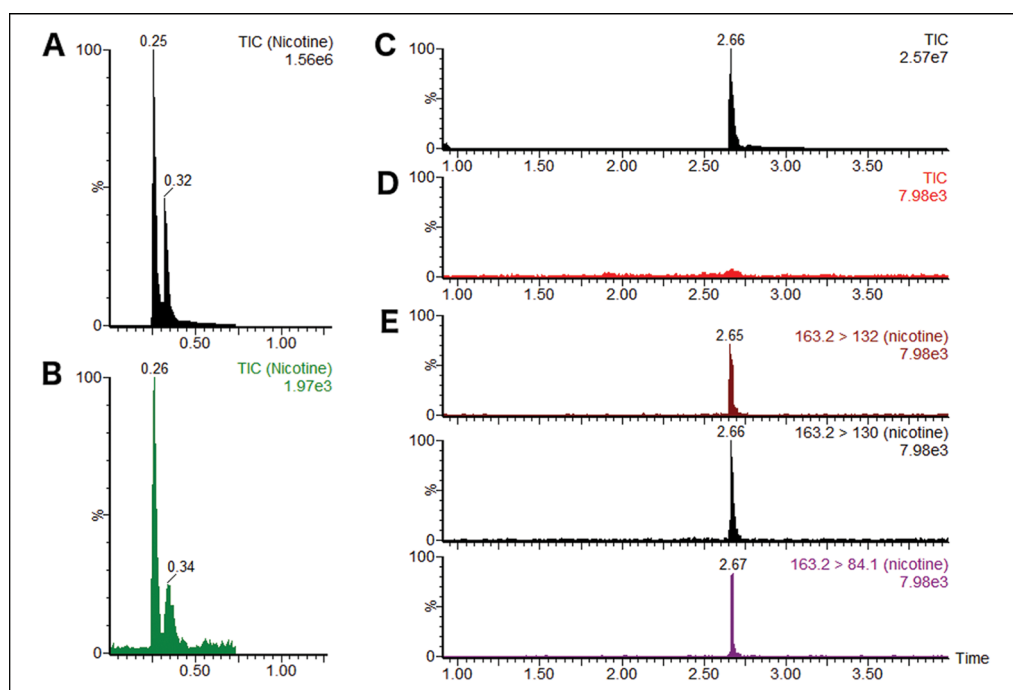 A
0.25
TIC (Nicotine)
1.56e6
100
0.32
%
0
0.50 1.00
B
0.26
TIC (Nicotine)
1.97e3
100
%
0.34
0
0.50 1.00
C
2.66
TIC
2.57e7
100
%
0
1.00 1.50 2.00 2.50 3.00 3.50
D
TIC
7.98e3
100
%
0
1.00 1.50 2.00 2.50 3.00 3.50
E
100
2.65
163.2 > 132 (nicotine)
7.98e3
%
0
2.66
163.2 > 130 (nicotine)
7.98e3
100
%
0
100
2.67
163.2 > 84.1 (nicotine)
7.98e3
%
0
Time
1.00 1.50 2.00 2.50 3.00 3.50